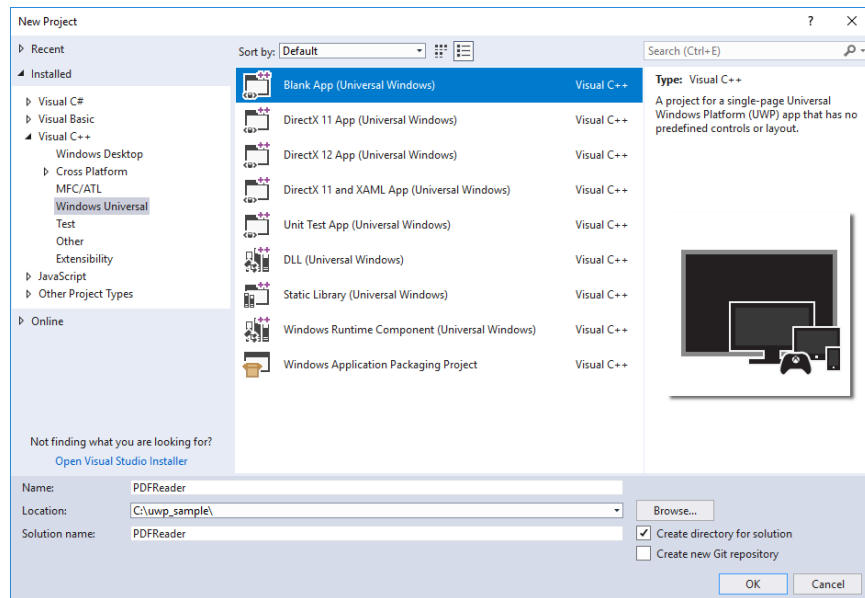 New Project
? ×
Recent
Installed
Visual C#
Visual Basic
Visual C++
Windows Desktop
Cross Platform
MFC/ATL
Windows Universal
Test
Other
Extensibility
JavaScript
Other Project Types
Online
Not finding what you are looking for?
Open Visual Studio Installer
Sort by: Default
Blank App (Universal Windows) Visual C++
DirectX 11 App (Universal Windows) Visual C++
DirectX 12 App (Universal Windows) Visual C++
DirectX 11 and XAML App (Universal Windows) Visual C++
Unit Test App (Universal Windows) Visual C++
DLL (Universal Windows) Visual C++
Static Library (Universal Windows) Visual C++
Windows Runtime Component (Universal Windows) Visual C++
Windows Application Packaging Project Visual C++
Search (Ctrl+E)
Type: Visual C++
A project for a single-page Universal
Windows Platform (UWP) app that has no
predefined controls or layout.
Name: PDFReader
Location: C:\uwp_sample\ Browse...
Solution name: PDFReader
Create directory for solution
Create new Git repository
OK Cancel